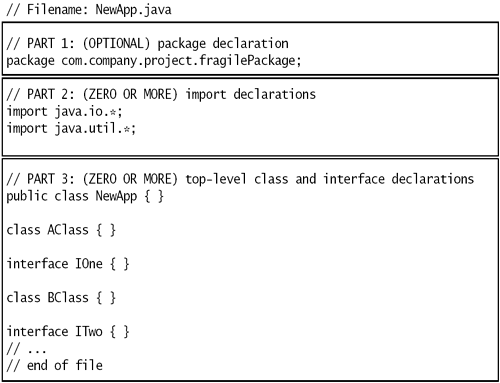 // Filename: NewApp.java
// PART 1: (OPTIONAL) package declaration
package com.company.project.fragilePackage;
// PART 2: (ZERO OR MORE) import declarations
import java.io.*;
import java.util.*;
// PART 3: (ZERO OR MORE) top-level class and interface declarations
public class NewApp { }
class AClass { }
interface IOne { }
class BClass { }
interface ITwo { }
// ...
// end of file